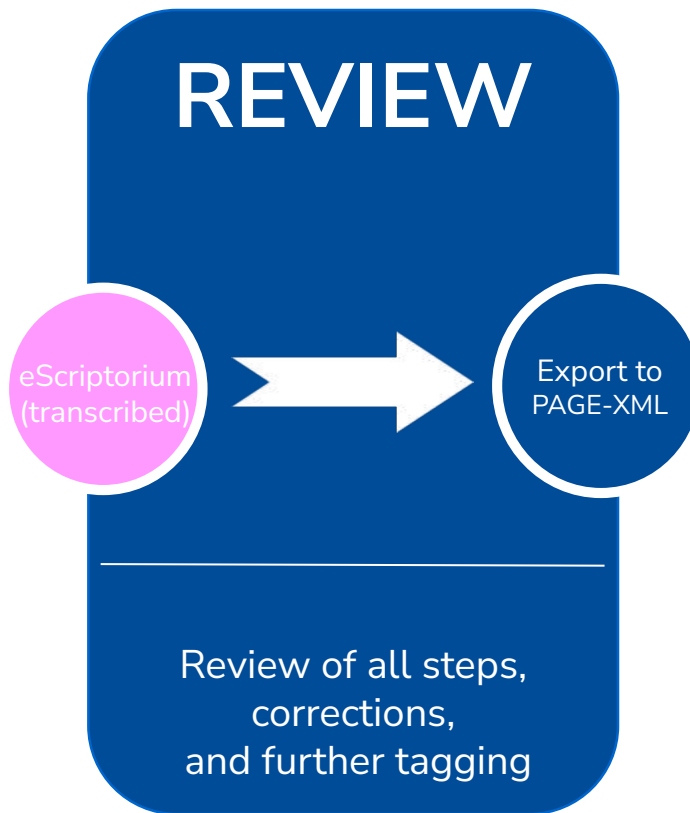 REVIEW
eScriptorium
(transcribed)
Export to
PAGE-XML
Review of all steps,
corrections,
and further tagging